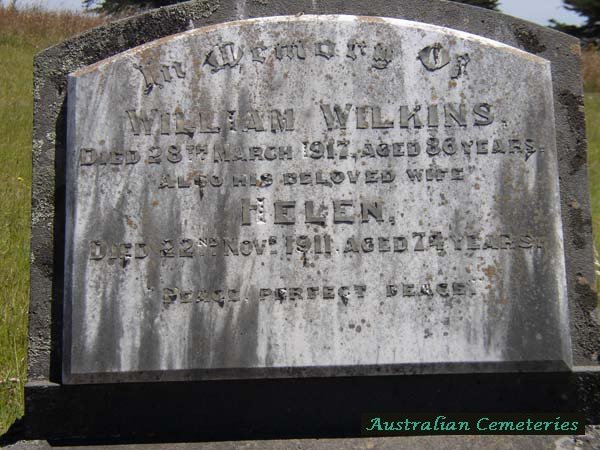 In Memory Of
WILLIAM WILKINS.
DIED 28TH MARCH 1917, AGED 86 YEARS.
ALSO HIS BELOVED WIFE
HELEN.
DIED 22ND NOVR 1911. AGED 74 YEARS.
"PEACE, PERFECT PEACE."
Australian Cemeteries